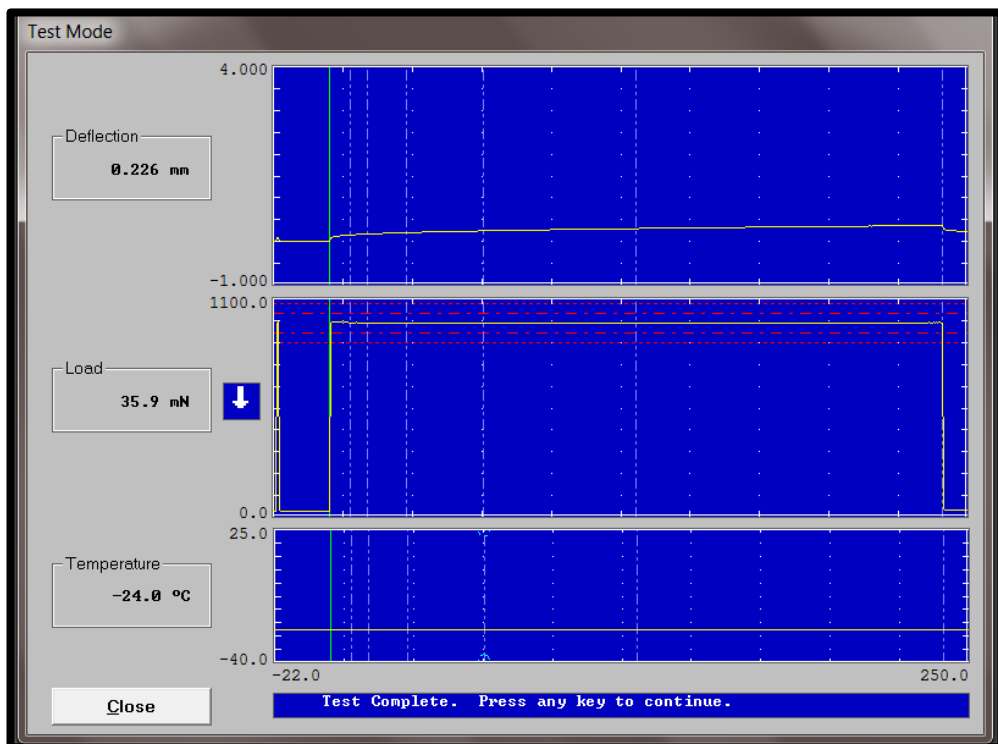 Test Mode
4.000
Deflection
0.226 mm
-1.000
1100.0
Load
35.9 mN
0.0
25.0
Temperature
-24.0 ºC
-40.0
-22.0 250.0
Close
Test Complete. Press any key to continue.